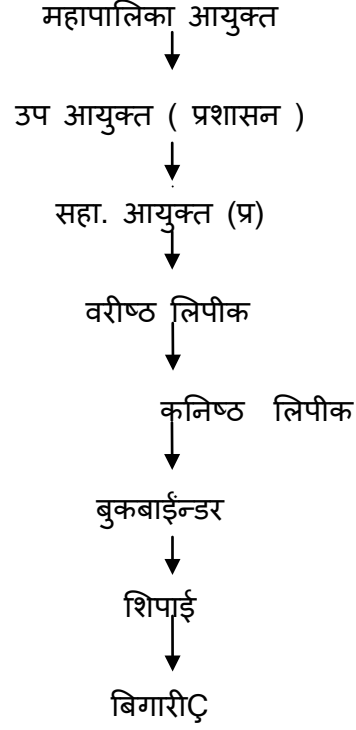 महापालिका आयुक्त
उप आयुक्त ( प्रशासन )
सहा. आयुक्त (प्र)
वरीष्ठ लिपीक
कनिष्ठ लिपीक
बुकबाईन्डर
शिपाई
बिगारीÇ